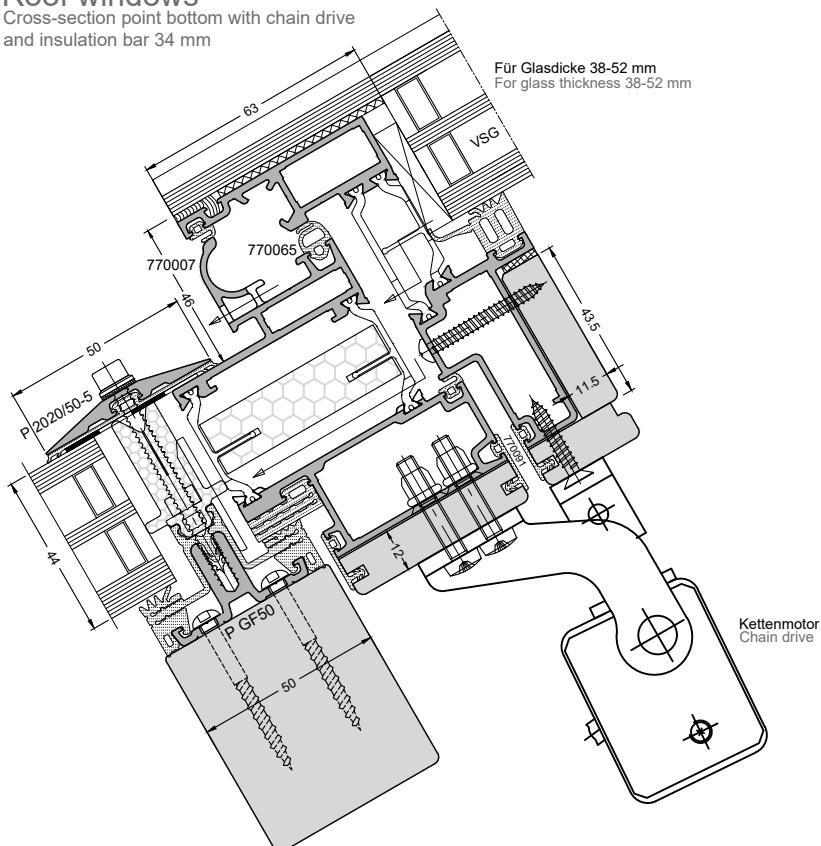 Roof windows
Cross-section point bottom with chain drive
and insulation bar 34 mm
Für Glasdicke 38-52 mm
For glass thickness 38-52 mm
63
VSG
770007
770065
46
50
43.5
11.5
P 2020/50-5
770091
44
12
P GF50
50
Kettenmotor
Chain drive